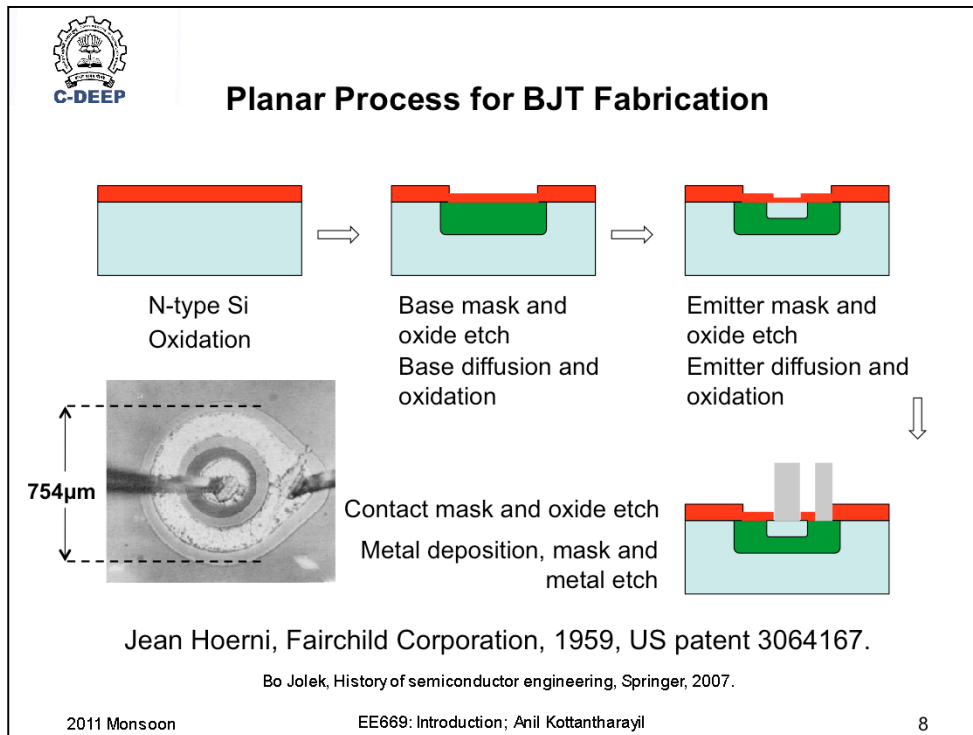 C-DEEP
Planar Process for BJT Fabrication
N-type Si
Oxidation
Base mask and
oxide etch
Base diffusion and
oxidation
Emitter mask and
oxide etch
Emitter diffusion and
oxidation
754µm
Contact mask and oxide etch
Metal deposition, mask and
metal etch
Jean Hoerni, Fairchild Corporation, 1959, US patent 3064167.
Bo Jolek, History of semiconductor engineering, Springer, 2007.
2011 Monsoon
EE669: Introduction; Anil Kottantharayil
8